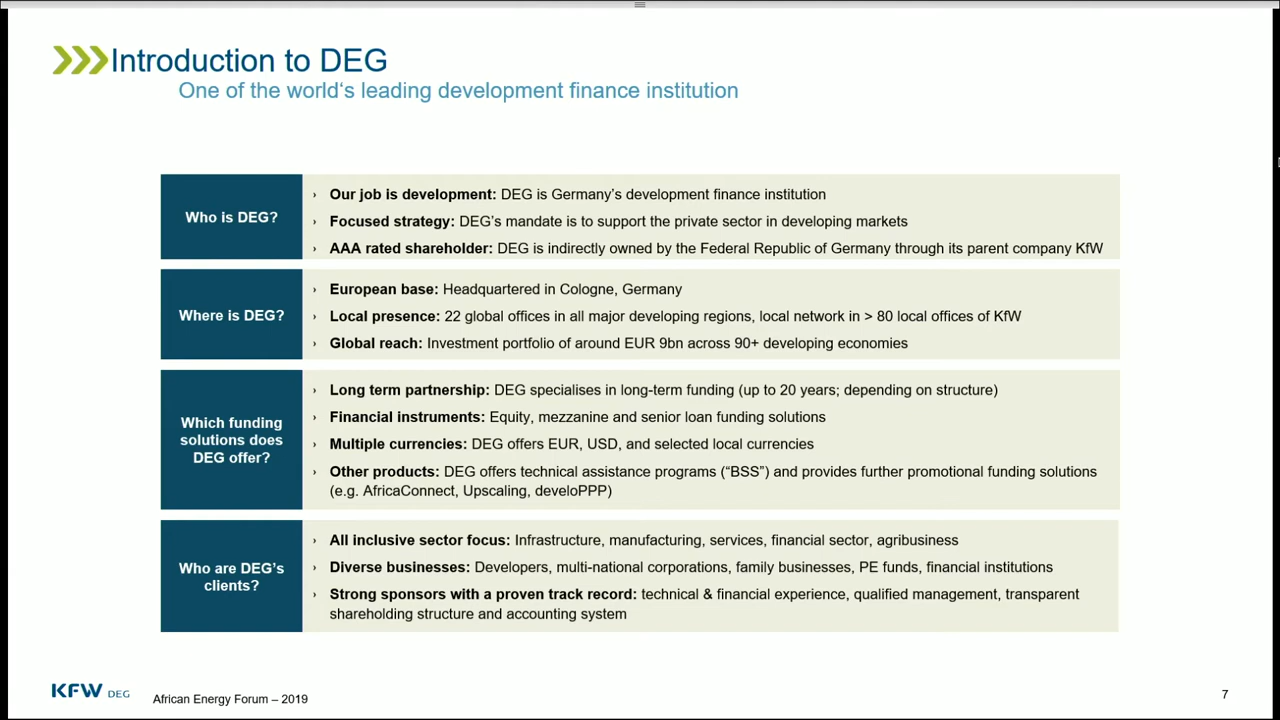 Introduction to DEG
One of the world‘s leading development finance institution
Who is DEG?
› Our job is development: DEG is Germany’s development finance institution
› Focused strategy: DEG’s mandate is to support the private sector in developing markets
› AAA rated shareholder: DEG is indirectly owned by the Federal Republic of Germany through its parent company KfW
Where is DEG?
› European base: Headquartered in Cologne, Germany
› Local presence: 22 global offices in all major developing regions, local network in > 80 local offices of KfW
› Global reach: Investment portfolio of around EUR 9bn across 90+ developing economies
Which funding
solutions does
DEG offer?
› Long term partnership: DEG specialises in long-term funding (up to 20 years; depending on structure)
› Financial instruments: Equity, mezzanine and senior loan funding solutions
› Multiple currencies: DEG offers EUR, USD, and selected local currencies
› Other products: DEG offers technical assistance programs (“BSS”) and provides further promotional funding solutions
(e.g. AfricaConnect, Upscaling, develoPPP)
Who are DEG’s
clients?
› All inclusive sector focus: Infrastructure, manufacturing, services, financial sector, agribusiness
› Diverse businesses: Developers, multi-national corporations, family businesses, PE funds, financial institutions
› Strong sponsors with a proven track record: technical & financial experience, qualified management, transparent
shareholding structure and accounting system
KFW DEG
African Energy Forum – 2019
7